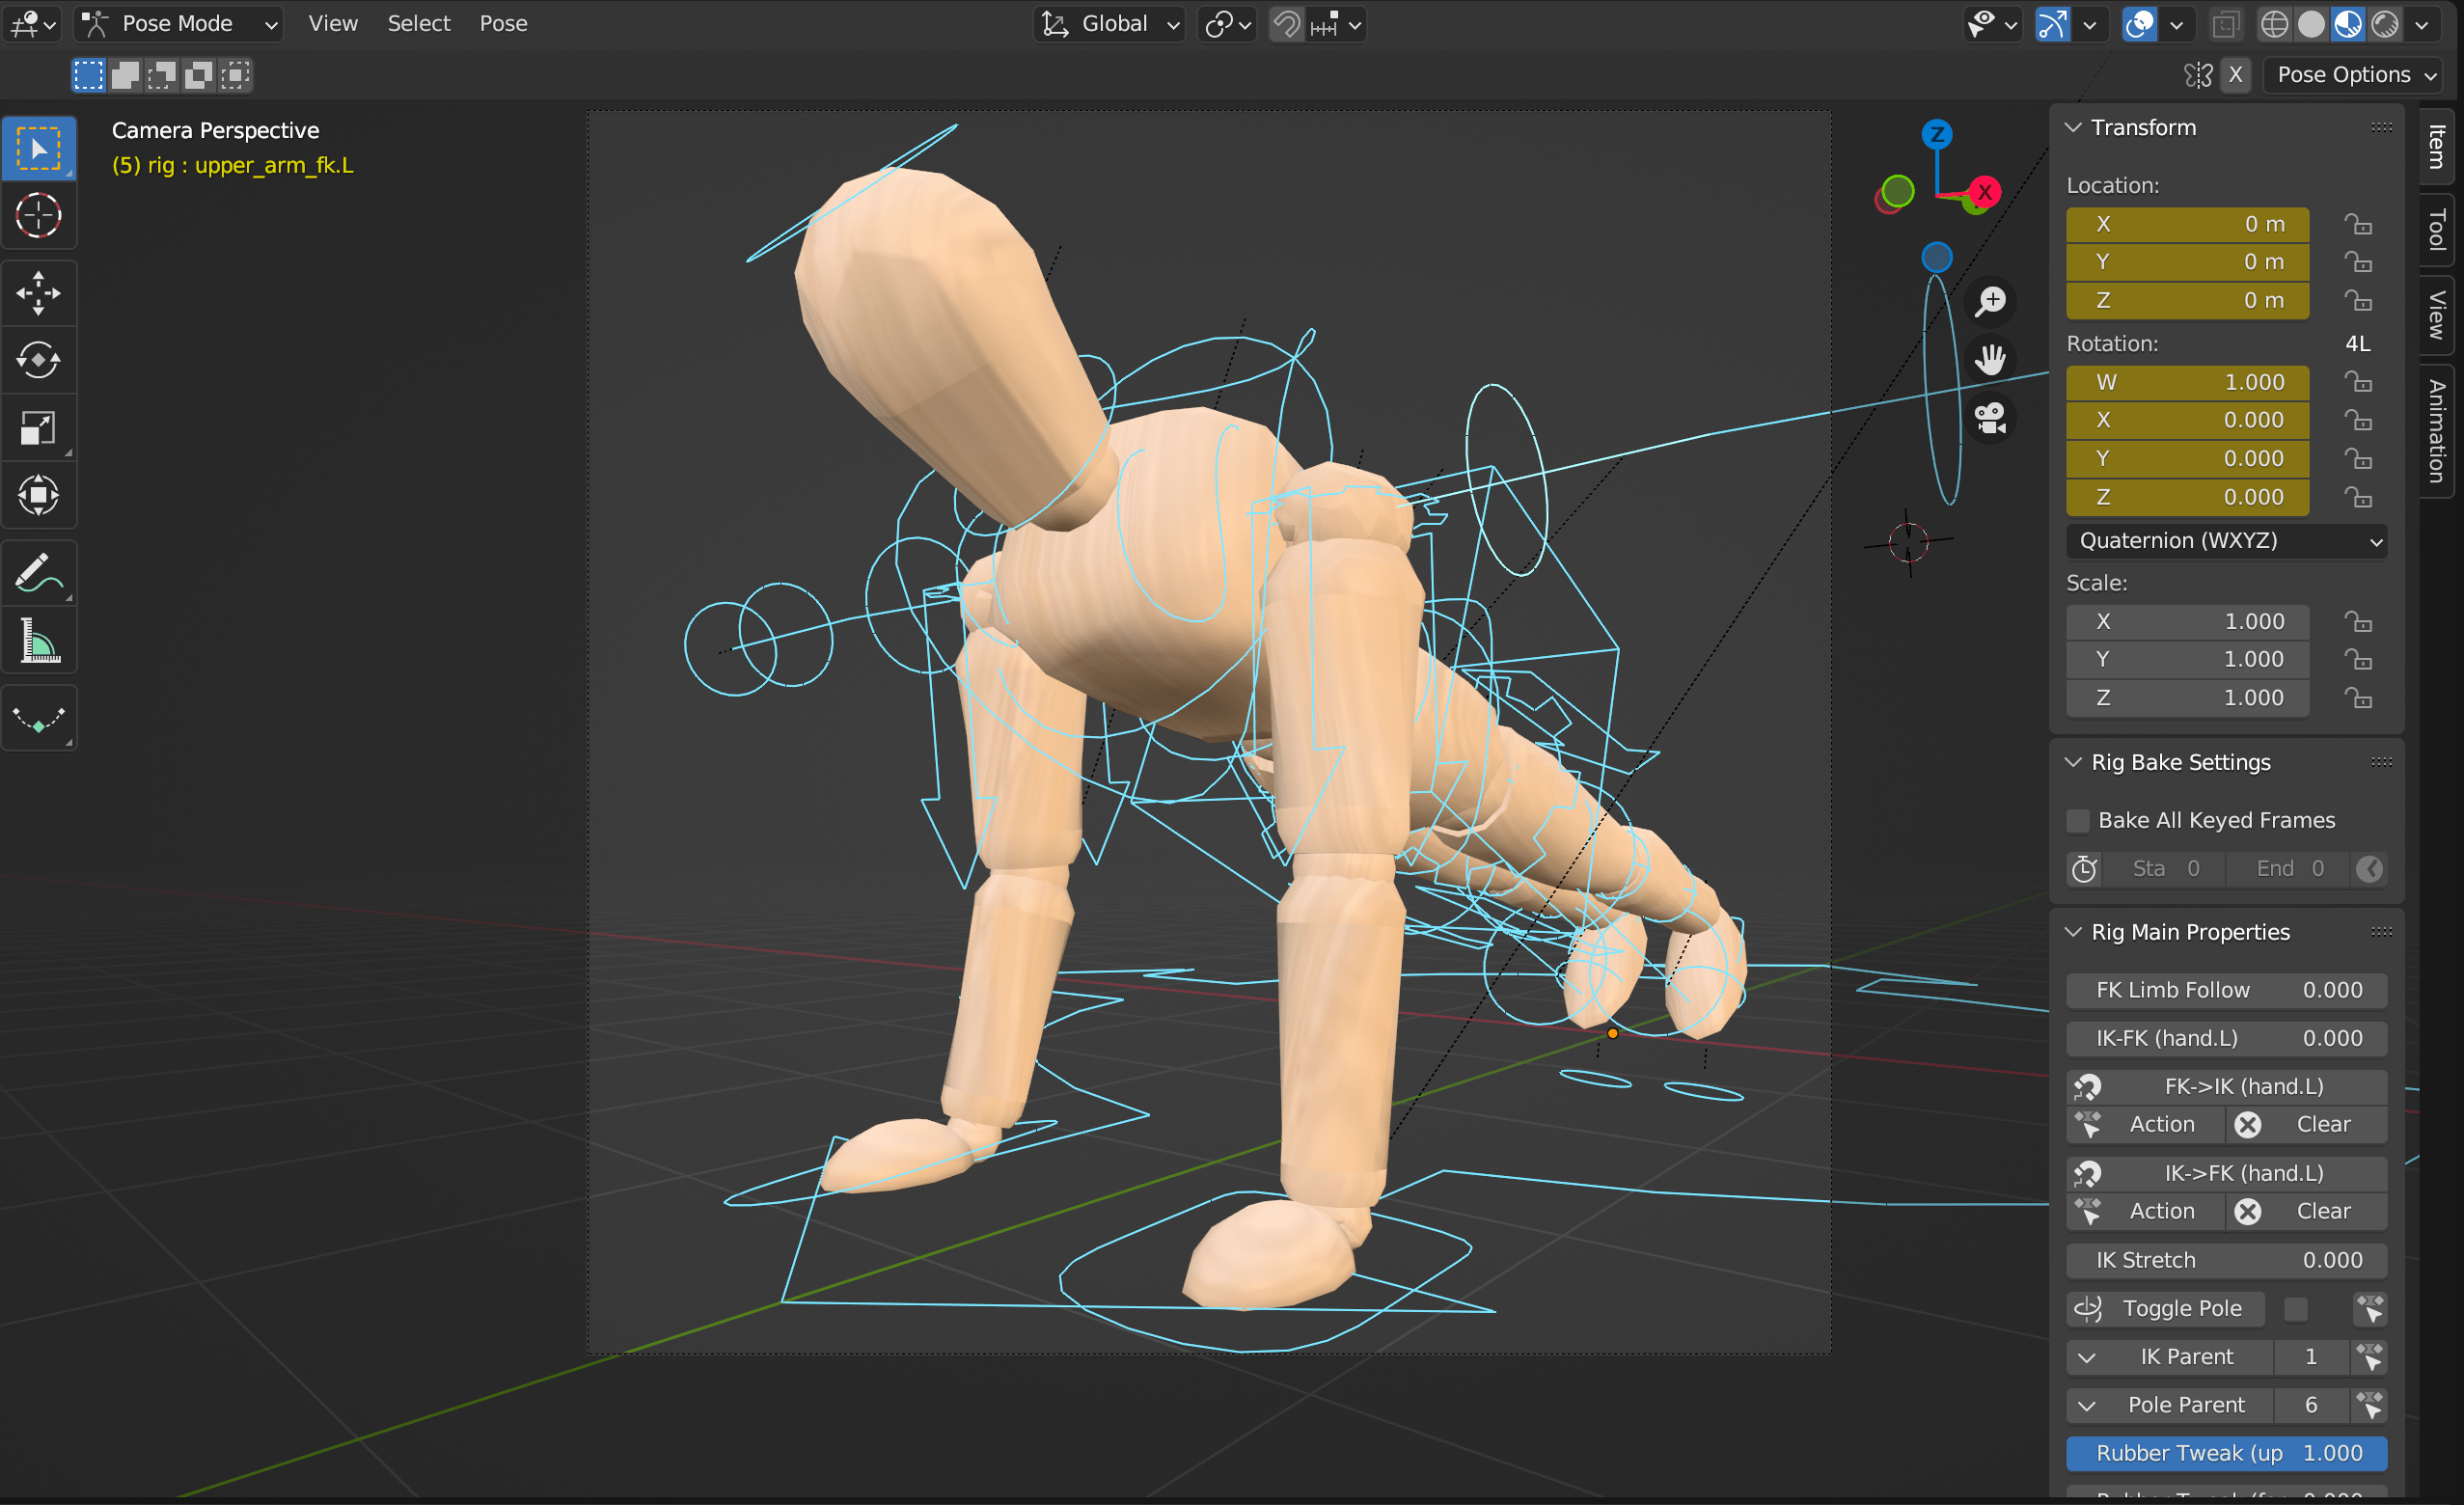 Pose Mode View Select Pose Global
X Pose Options
Camera Perspective
(5) rig : upper_arm_fk.L
Z
X
Item
Tool
View
Animation
Transform
Location:
X 0 m
Y 0 m
Z 0 m
Rotation: 4L
W 1.000
X 0.000
Y 0.000
Z 0.000
Quaternion (WXYZ)
Scale:
X 1.000
Y 1.000
Z 1.000
Rig Bake Settings
Bake All Keyed Frames
Sta 0 End 0
Rig Main Properties
FK Limb Follow 0.000
IK-FK (hand.L) 0.000
FK->IK (hand.L)
Action Clear
IK->FK (hand.L)
Action Clear
IK Stretch 0.000
Toggle Pole
IK Parent 1
Pole Parent 6
Rubber Tweak (up 1.000